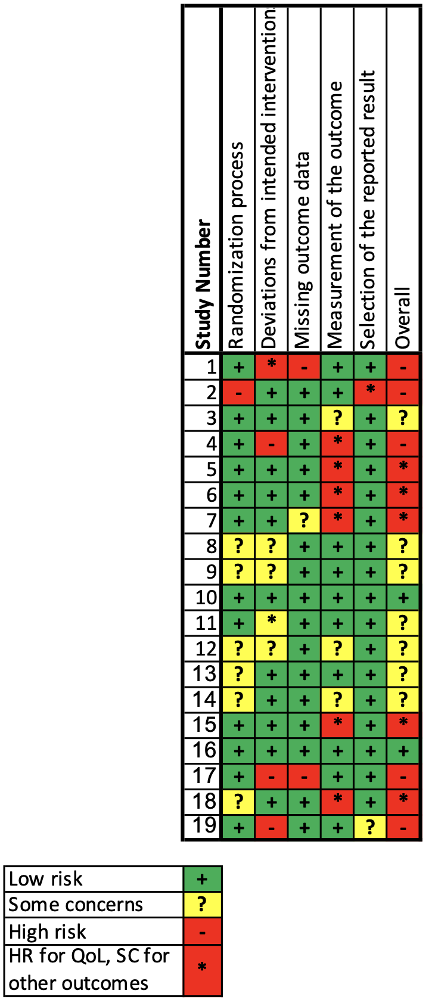 Study Number
Randomization process
Deviations from intended interventions
Missing outcome data
Measurement of the outcome
Selection of the reported result
Overall
1 + * - + + -
2 - + + + * -
3 + + + ? + ?
4 + - + * + -
5 + + + * + *
6 + + + * + *
7 + + ? * + *
8 ? ? + + + ?
9 ? ? + + + ?
10 + + + + + +
11 + * + + + ?
12 ? ? + ? + ?
13 ? + + + + ?
14 ? + + ? + ?
15 + + + * + *
16 + + + + + +
17 + - - + + -
18 ? + + * + *
19 + - + + ? -
Low risk +
Some concerns ?
High risk -
HR for QoL, SC for
other outcomes *